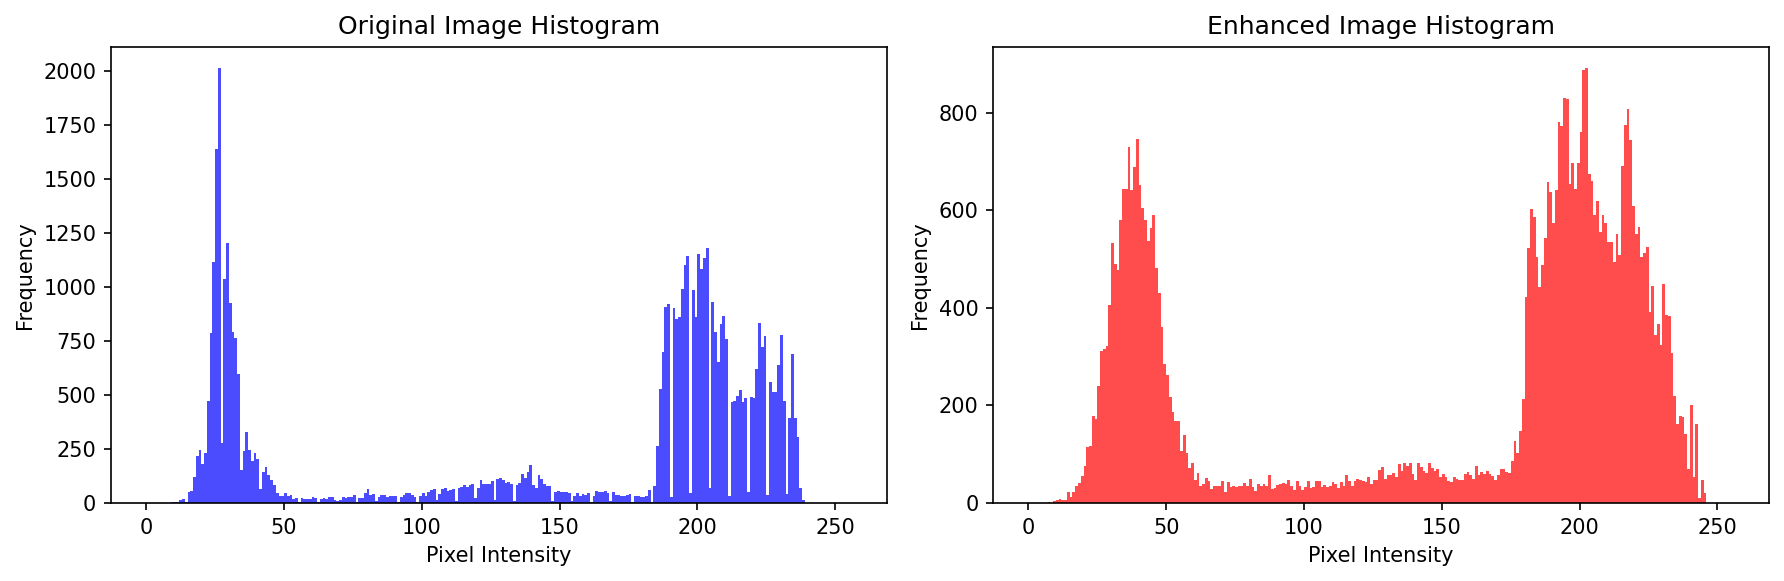 Original Image Histogram
Frequency
2000
1750
1500
1250
1000
750
500
250
0
0 50 100 150 200 250
Pixel Intensity
Enhanced Image Histogram
Frequency
800
600
400
200
0
0 50 100 150 200 250
Pixel Intensity